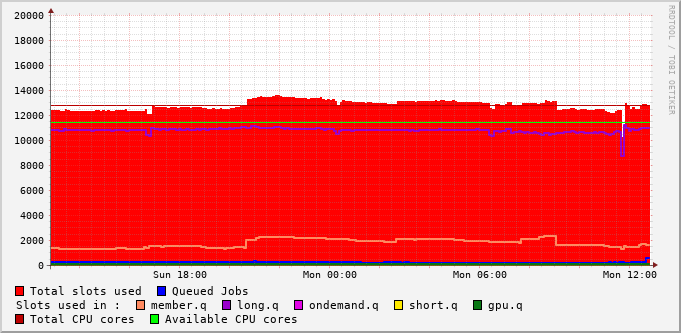 RRDTOOL / TOBI OETIKER
20000
18000
16000
14000
12000
10000
8000
6000
4000
2000
0
Sun 18:00 Mon 00:00 Mon 06:00 Mon 12:00
Total slots used Queued Jobs
Slots used in : member.q long.q ondemand.q short.q gpu.q
Total CPU cores Available CPU cores